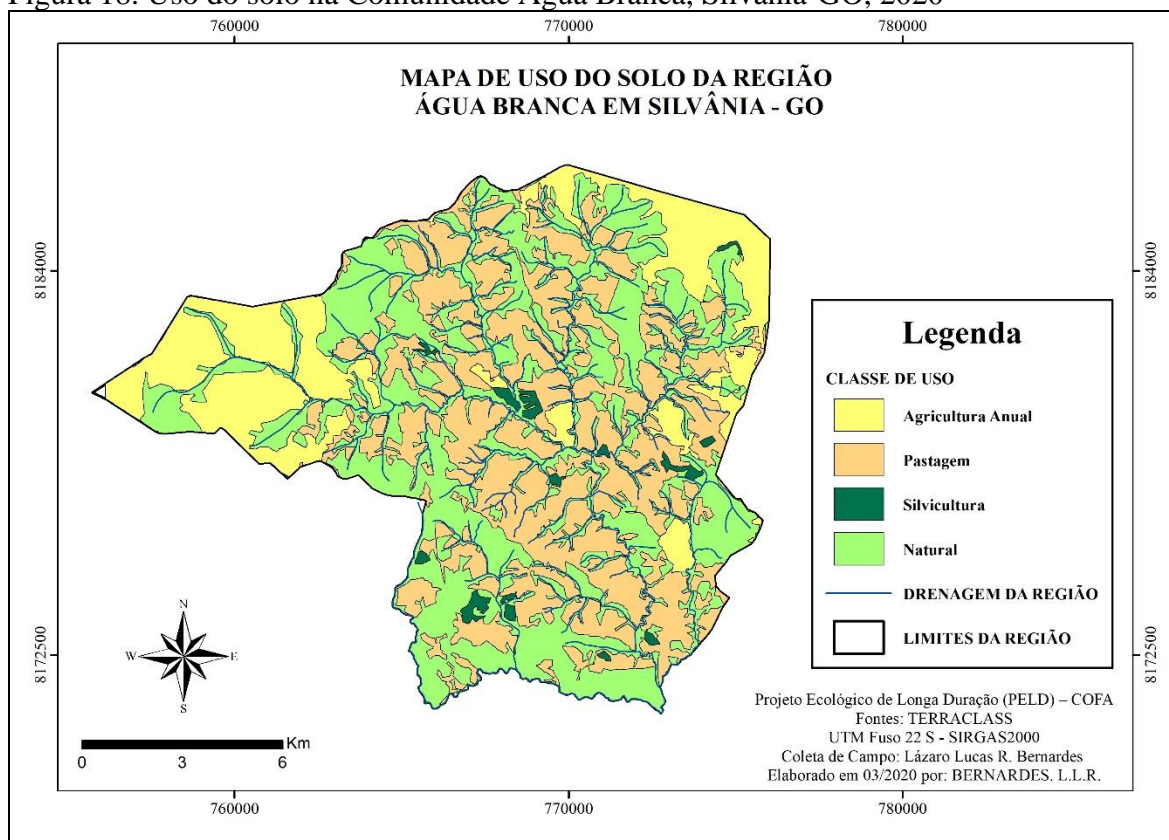 Figura 18: Uso do solo na Comunidade Água Branca, Silvânia-GO, 2020
760000 770000 780000
MAPA DE USO DO SOLO DA REGIÃO
ÁGUA BRANCA EM SILVÂNIA - GO
8184000 8184000
Legenda
CLASSE DE USO
Agricultura Anual
Pastagem
Silvicultura
Natural
DRENAGEM DA REGIÃO
LIMITES DA REGIÃO
N
W E
S
8172500 8172500
Km
0 3 6
Projeto Ecológico de Longa Duração (PELD) – COFA
Fontes: TERRACLASS
UTM Fuso 22 S - SIRGAS2000
Coleta de Campo: Lázaro Lucas R. Bernardes
Elaborado em 03/2020 por: BERNARDES. L.L.R.
760000 770000 780000